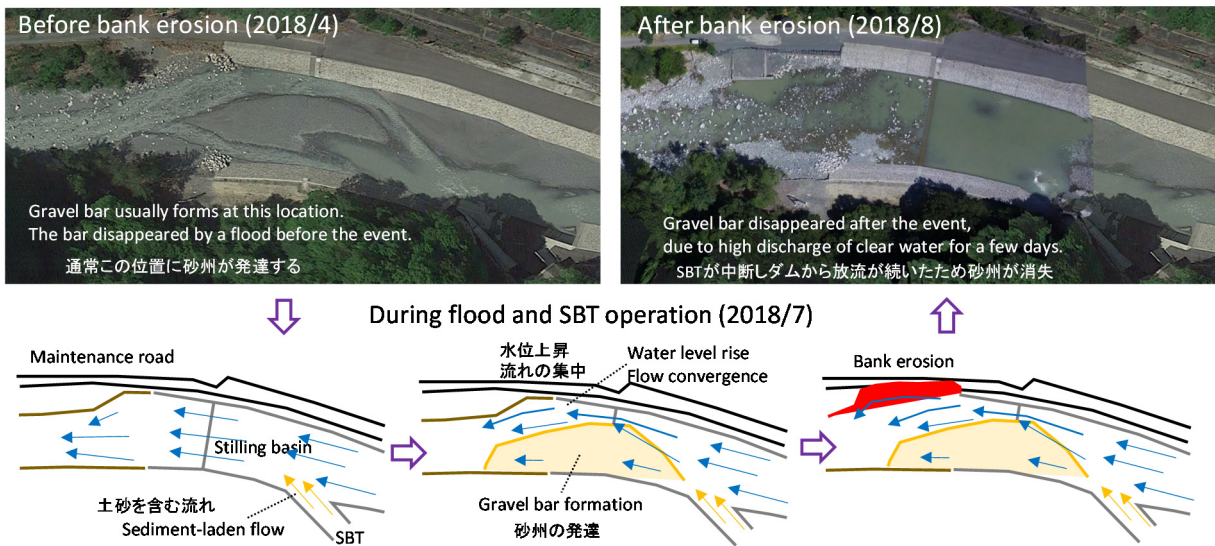 Before bank erosion (2018/4)
Gravel bar usually forms at this location.
The bar disappeared by a flood before the event.
通常この位置に砂州が発達する
After bank erosion (2018/8)
Gravel bar disappeared after the event,
due to high discharge of clear water for a few days.
SBTが中断しダムから放流が続いたため砂州が消失
During flood and SBT operation (2018/7)
Maintenance road
Stilling basin
土砂を含む流れ
Sediment-laden flow
SBT
水位上昇
流れの集中
Water level rise
Flow convergence
Gravel bar formation
砂州の発達
Bank erosion